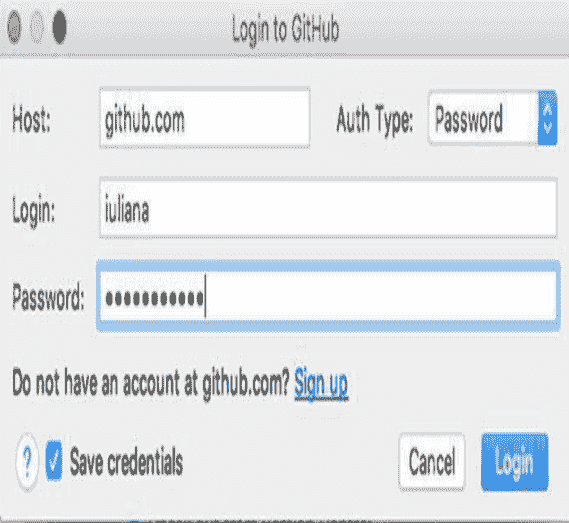 Login to GitHub
Host: github.com Auth Type: Password
Login: iuliana
Password: •••••••••••
Do not have an account at github.com? Sign up
? Save credentials Cancel Login